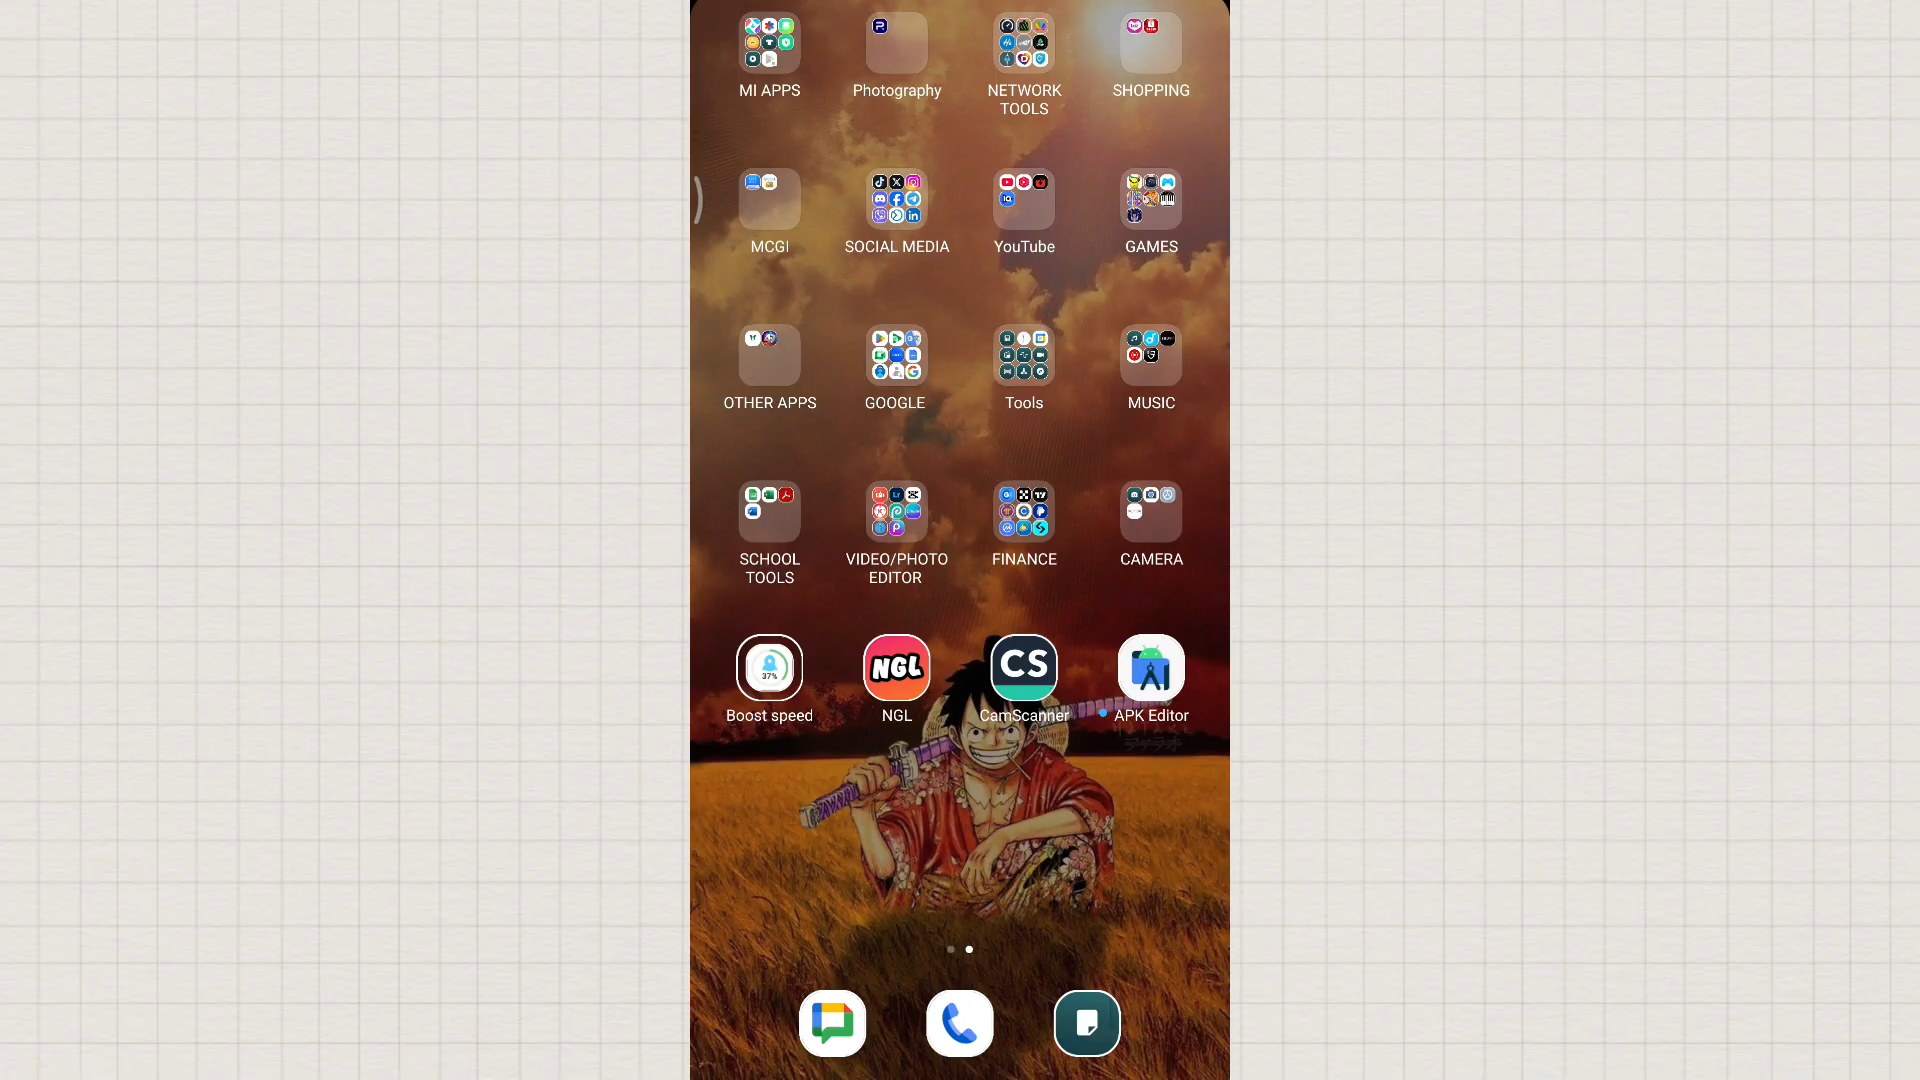 MI APPS
Photography
NETWORK
TOOLS
SHOPPING
MCGI
SOCIAL MEDIA
YouTube
GAMES
OTHER APPS
GOOGLE
Tools
MUSIC
SCHOOL
TOOLS
VIDEO/PHOTO
EDITOR
FINANCE
CAMERA
37%
NGL
CS
Boost speed
NGL
CamScanner
APK Editor